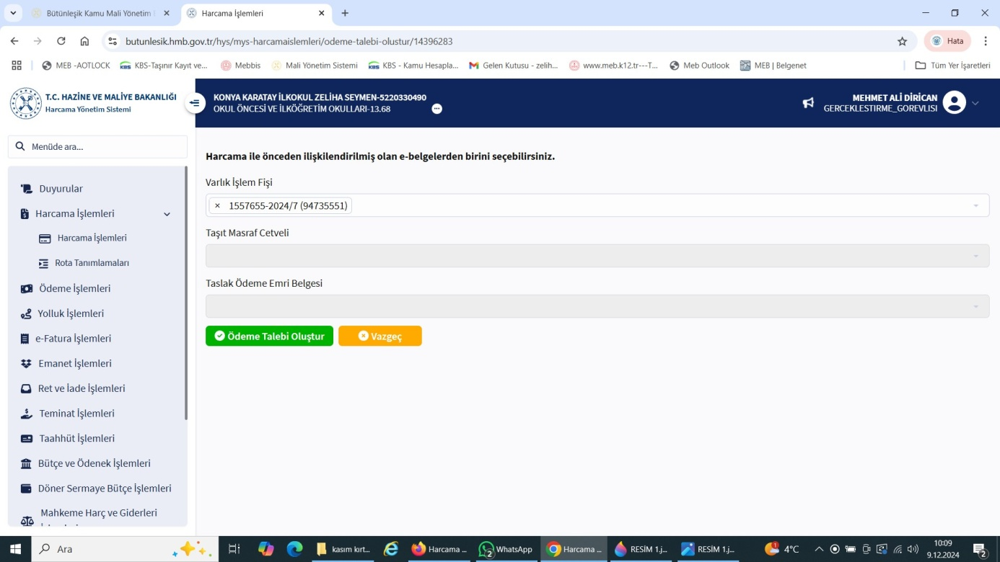 Bütünleşik Kamu Mali Yönetim
Harcama İşlemleri
butunlesik.hmb.gov.tr/hys/mys-harcamaislemleri/odeme-talebi-olustur/14396283
Hata
MEB -AOTLOCK
KBS-Taşınır Kayıt ve...
Mebbis
Mali Yönetim Sistemi
KBS - Kamu Hesapla...
Gelen Kutusu - zelih...
www.meb.k12.tr---T...
Meb Outlook
MEB | Belgenet
Tüm Yer İşaretleri
T.C. HAZİNE VE MALİYE BAKANLIĞI
Harcama Yönetim Sistemi
KONYA KARATAY İLKOKUL ZELİHA SEYMEN-5220330490
OKUL ÖNCESİ VE İLKÖĞRETİM OKULLARI-13.68
MEHMET ALİ DİRİCAN
GERCEKLESTIRME_GOREVLISI
Menüde ara...
Duyurular
Harcama İşlemleri
Harcama İşlemleri
Rota Tanımlamaları
Ödeme İşlemleri
Yolluk İşlemleri
e-Fatura İşlemleri
Emanet İşlemleri
Ret ve İade İşlemleri
Teminat İşlemleri
Taahhüt İşlemleri
Bütçe ve Ödenek İşlemleri
Döner Sermaye Bütçe İşlemleri
Mahkeme Harç ve Giderleri
Harcama ile önceden ilişkilendirilmiş olan e-belgelerden birini seçebilirsiniz.
Varlık İşlem Fişi
× 1557655-2024/7 (94735551)
Taşıt Masraf Cetveli
Taslak Ödeme Emri Belgesi
Ödeme Talebi Oluştur
Vazgeç
Ara
kasım kırt...
Harcama ...
2
WhatsApp
Harcama ...
RESİM 1.j...
RESİM 1.j...
1
4°C
10:09
9.12.2024
2